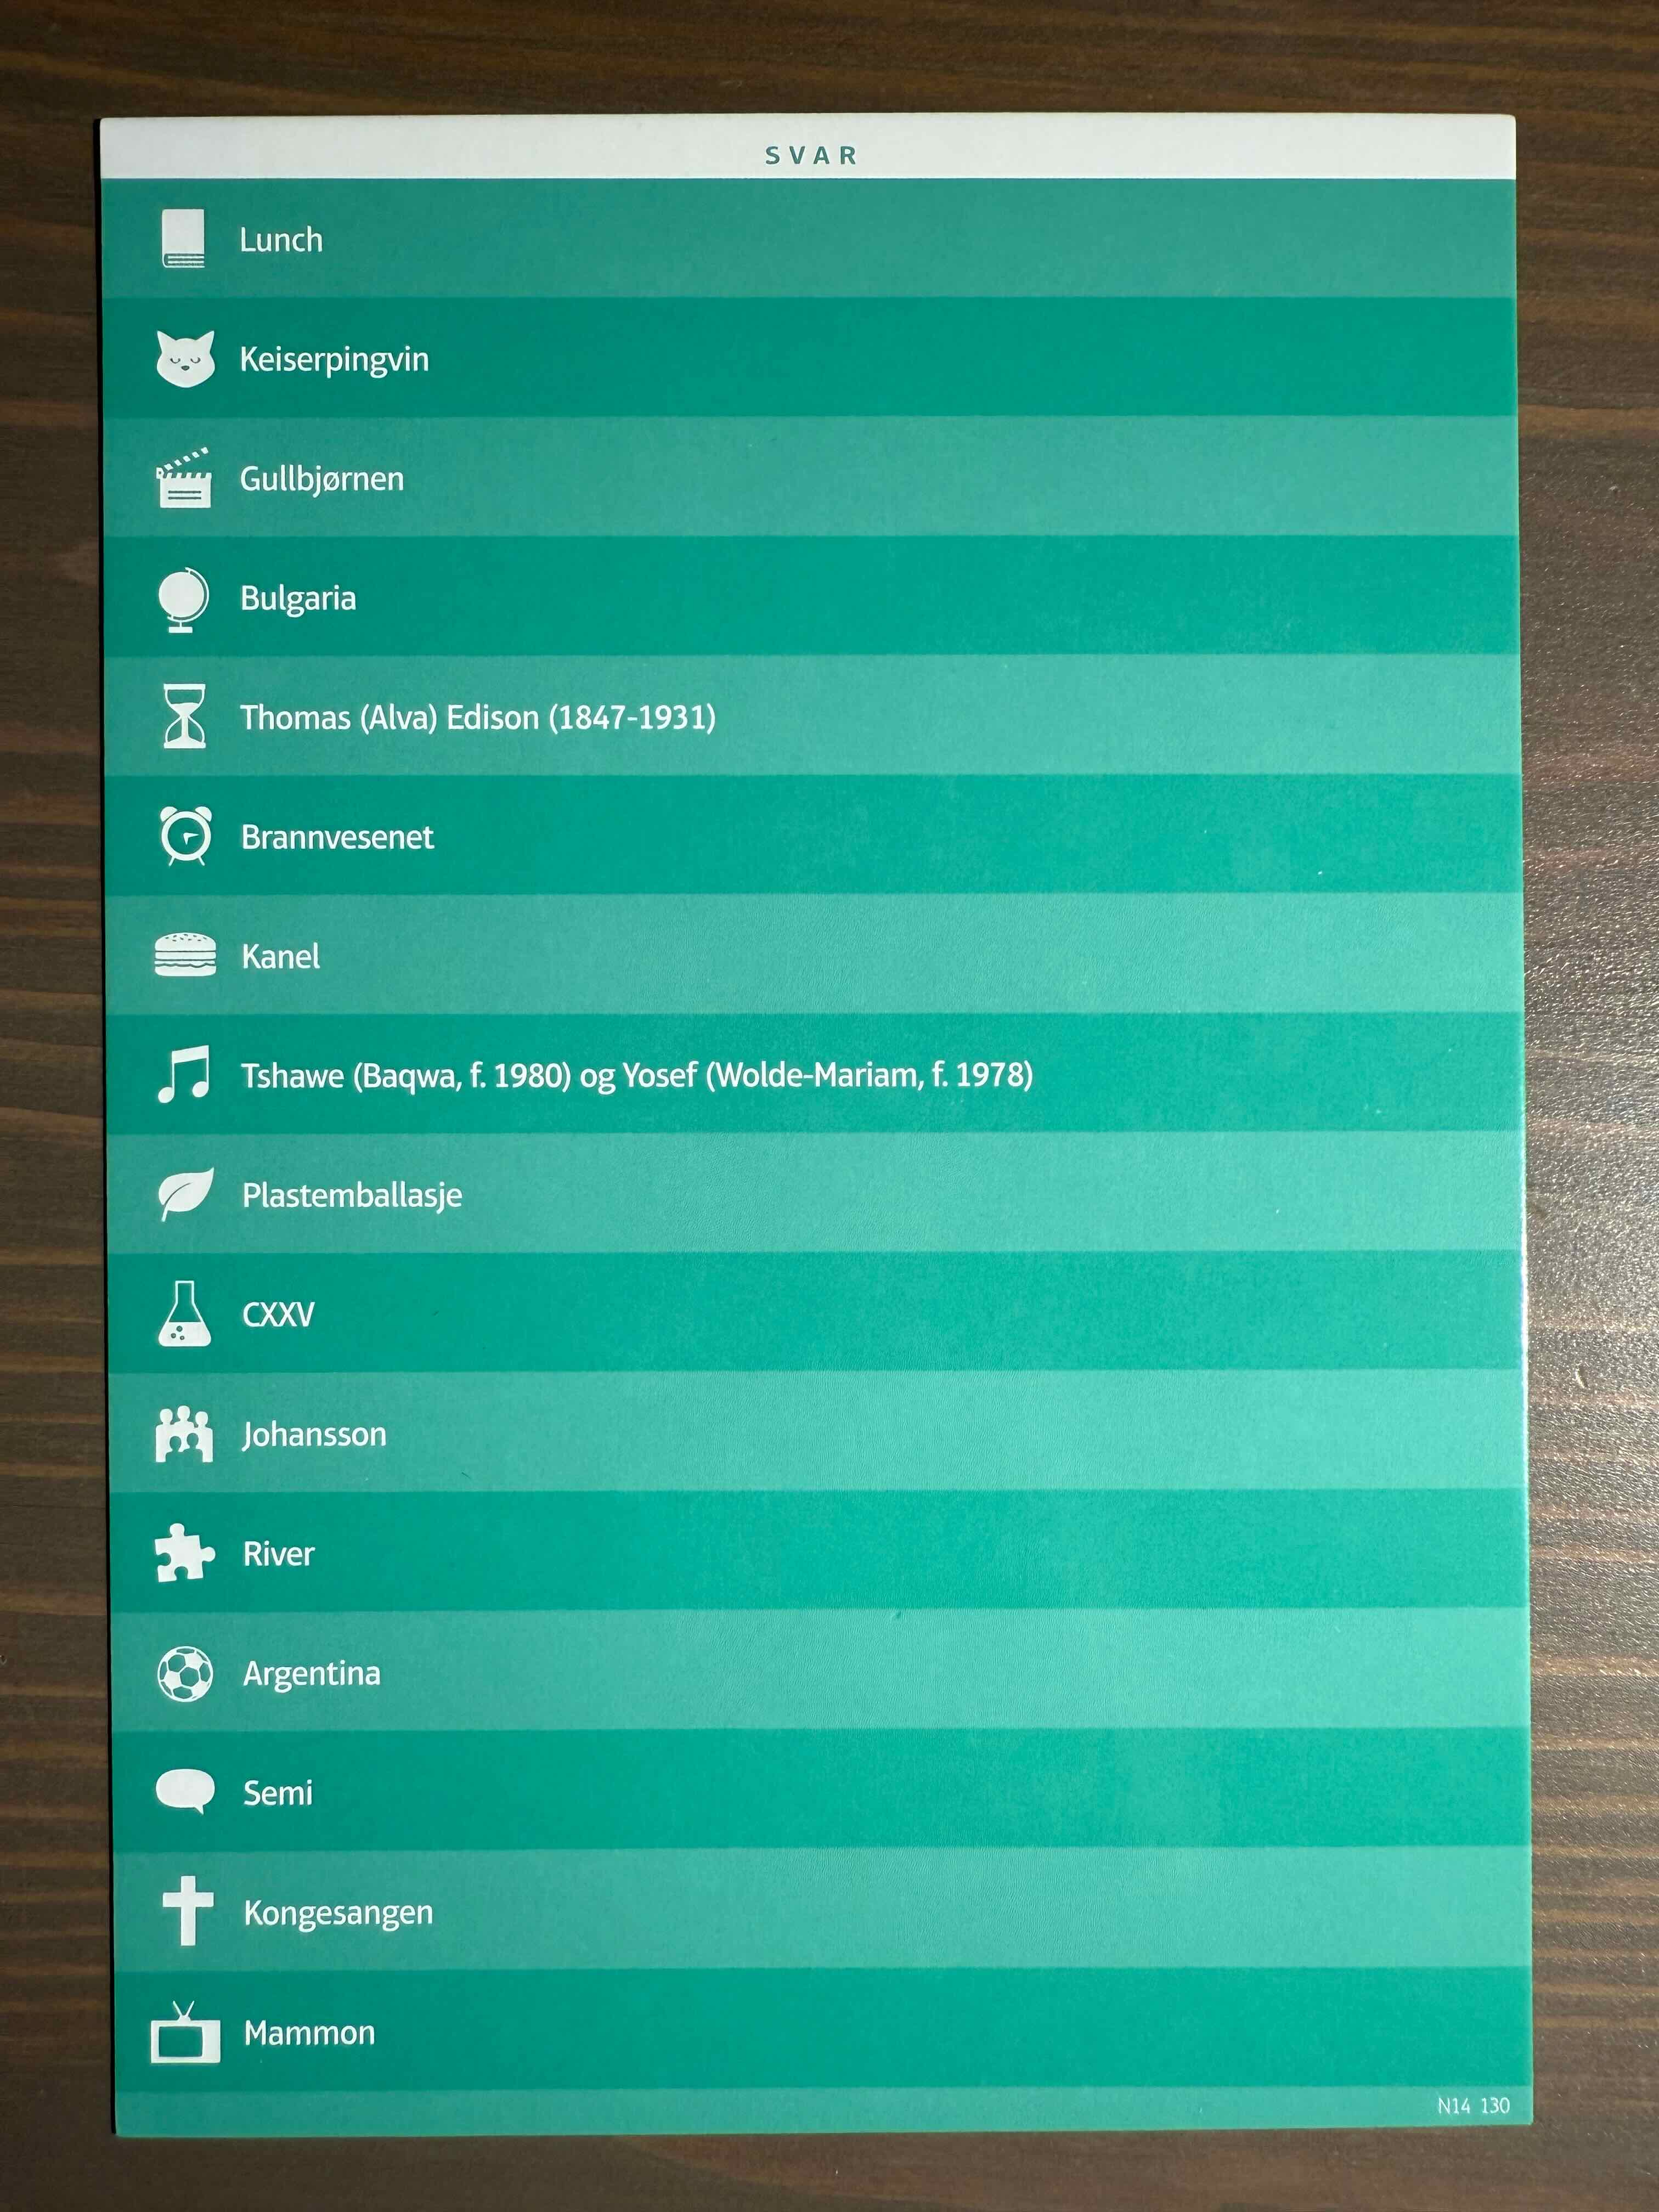 SVAR
Lunch
Keiserpingvin
Gullbjørnen
Bulgaria
Thomas (Alva) Edison (1847-1931)
Brannvesenet
Kanel
Tshawe (Baqwa, f. 1980) og Yosef (Wolde-Mariam, f. 1978)
Plastemballasje
CXXV
Johansson
River
Argentina
Semi
Kongesangen
Mammon
N14 130